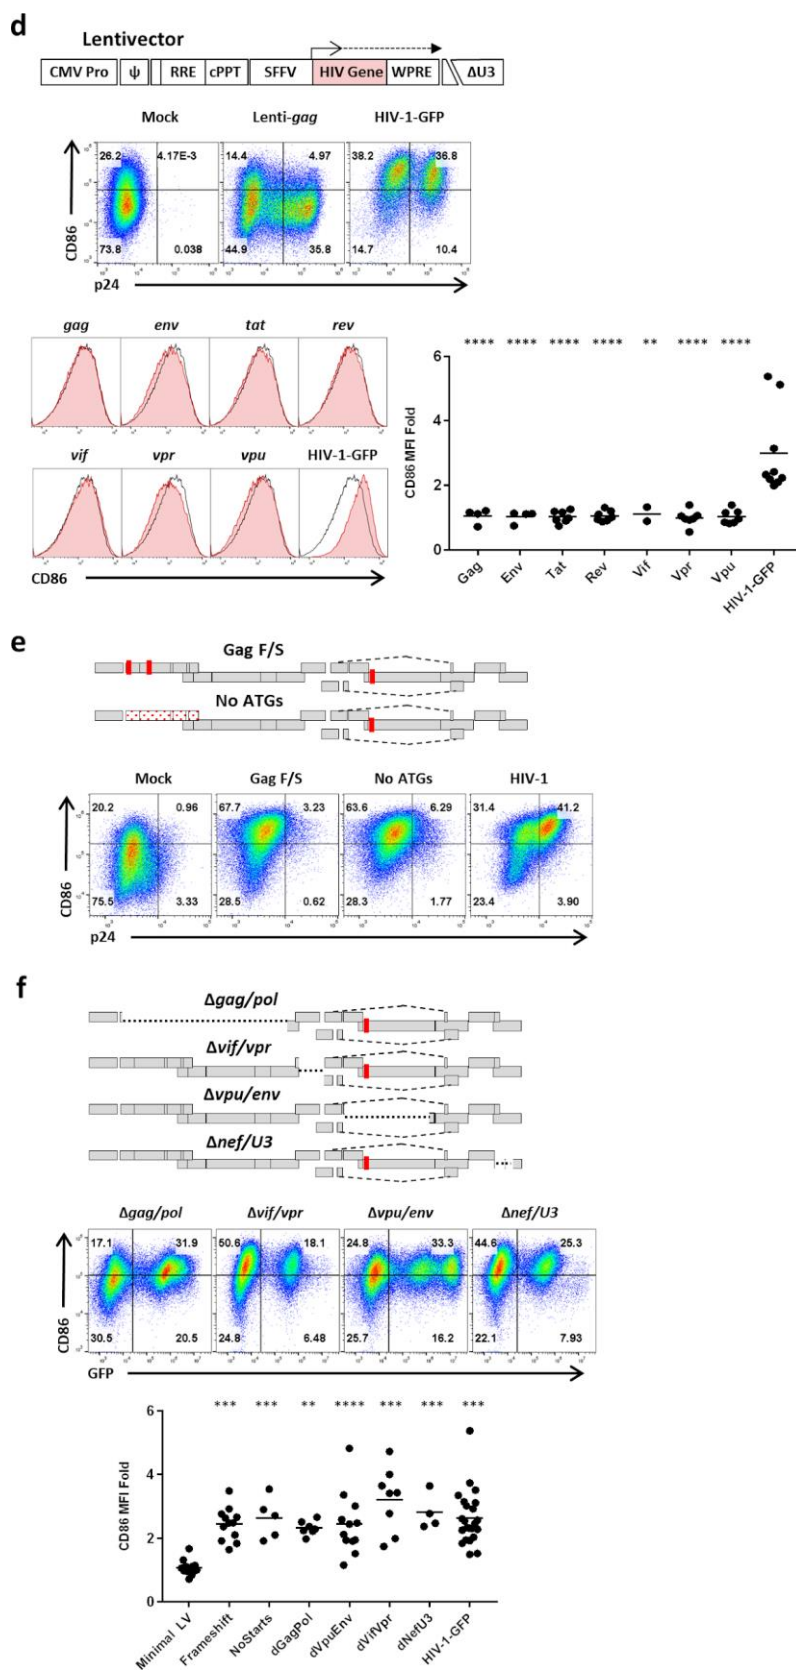 d
Lentivector
CMV Pro ψ RRE cPPT SFFV HIV Gene WPRE ΔU3
Mock Lenti-gag HIV-1-GFP
26.2 4.17E-3 14.4 4.97 38.2 36.8
73.8 0.038 44.9 35.8 14.7 10.4
CD86
p24
gag env tat rev
vif vpr vpu HIV-1-GFP
CD86
**** **** **** **** ** **** ****
CD86 MFI Fold
6
4
2
0
Gag Env Tat Rev Vif Vpr Vpu HIV-1-GFP
e
Gag F/S
No ATGs
Mock Gag F/S No ATGs HIV-1
20.2 0.96 67.7 3.23 63.6 6.29 31.4 41.2
75.5 3.33 28.5 0.62 28.3 1.77 23.4 3.90
CD86
p24
f
Δgag/pol
Δvif/vpr
Δvpu/env
Δnef/U3
Δgag/pol Δvif/vpr Δvpu/env Δnef/U3
17.1 31.9 50.6 18.1 24.8 33.3 44.6 25.3
30.5 20.5 24.8 6.48 25.7 16.2 22.1 7.93
CD86
GFP
*** *** ** **** *** *** ***
CD86 MFI Fold
6
4
2
0
Minimal LV Frameshift NoStarts dGagPol dVpuEnv dVifVpr dNefU3 HIV-1-GFP